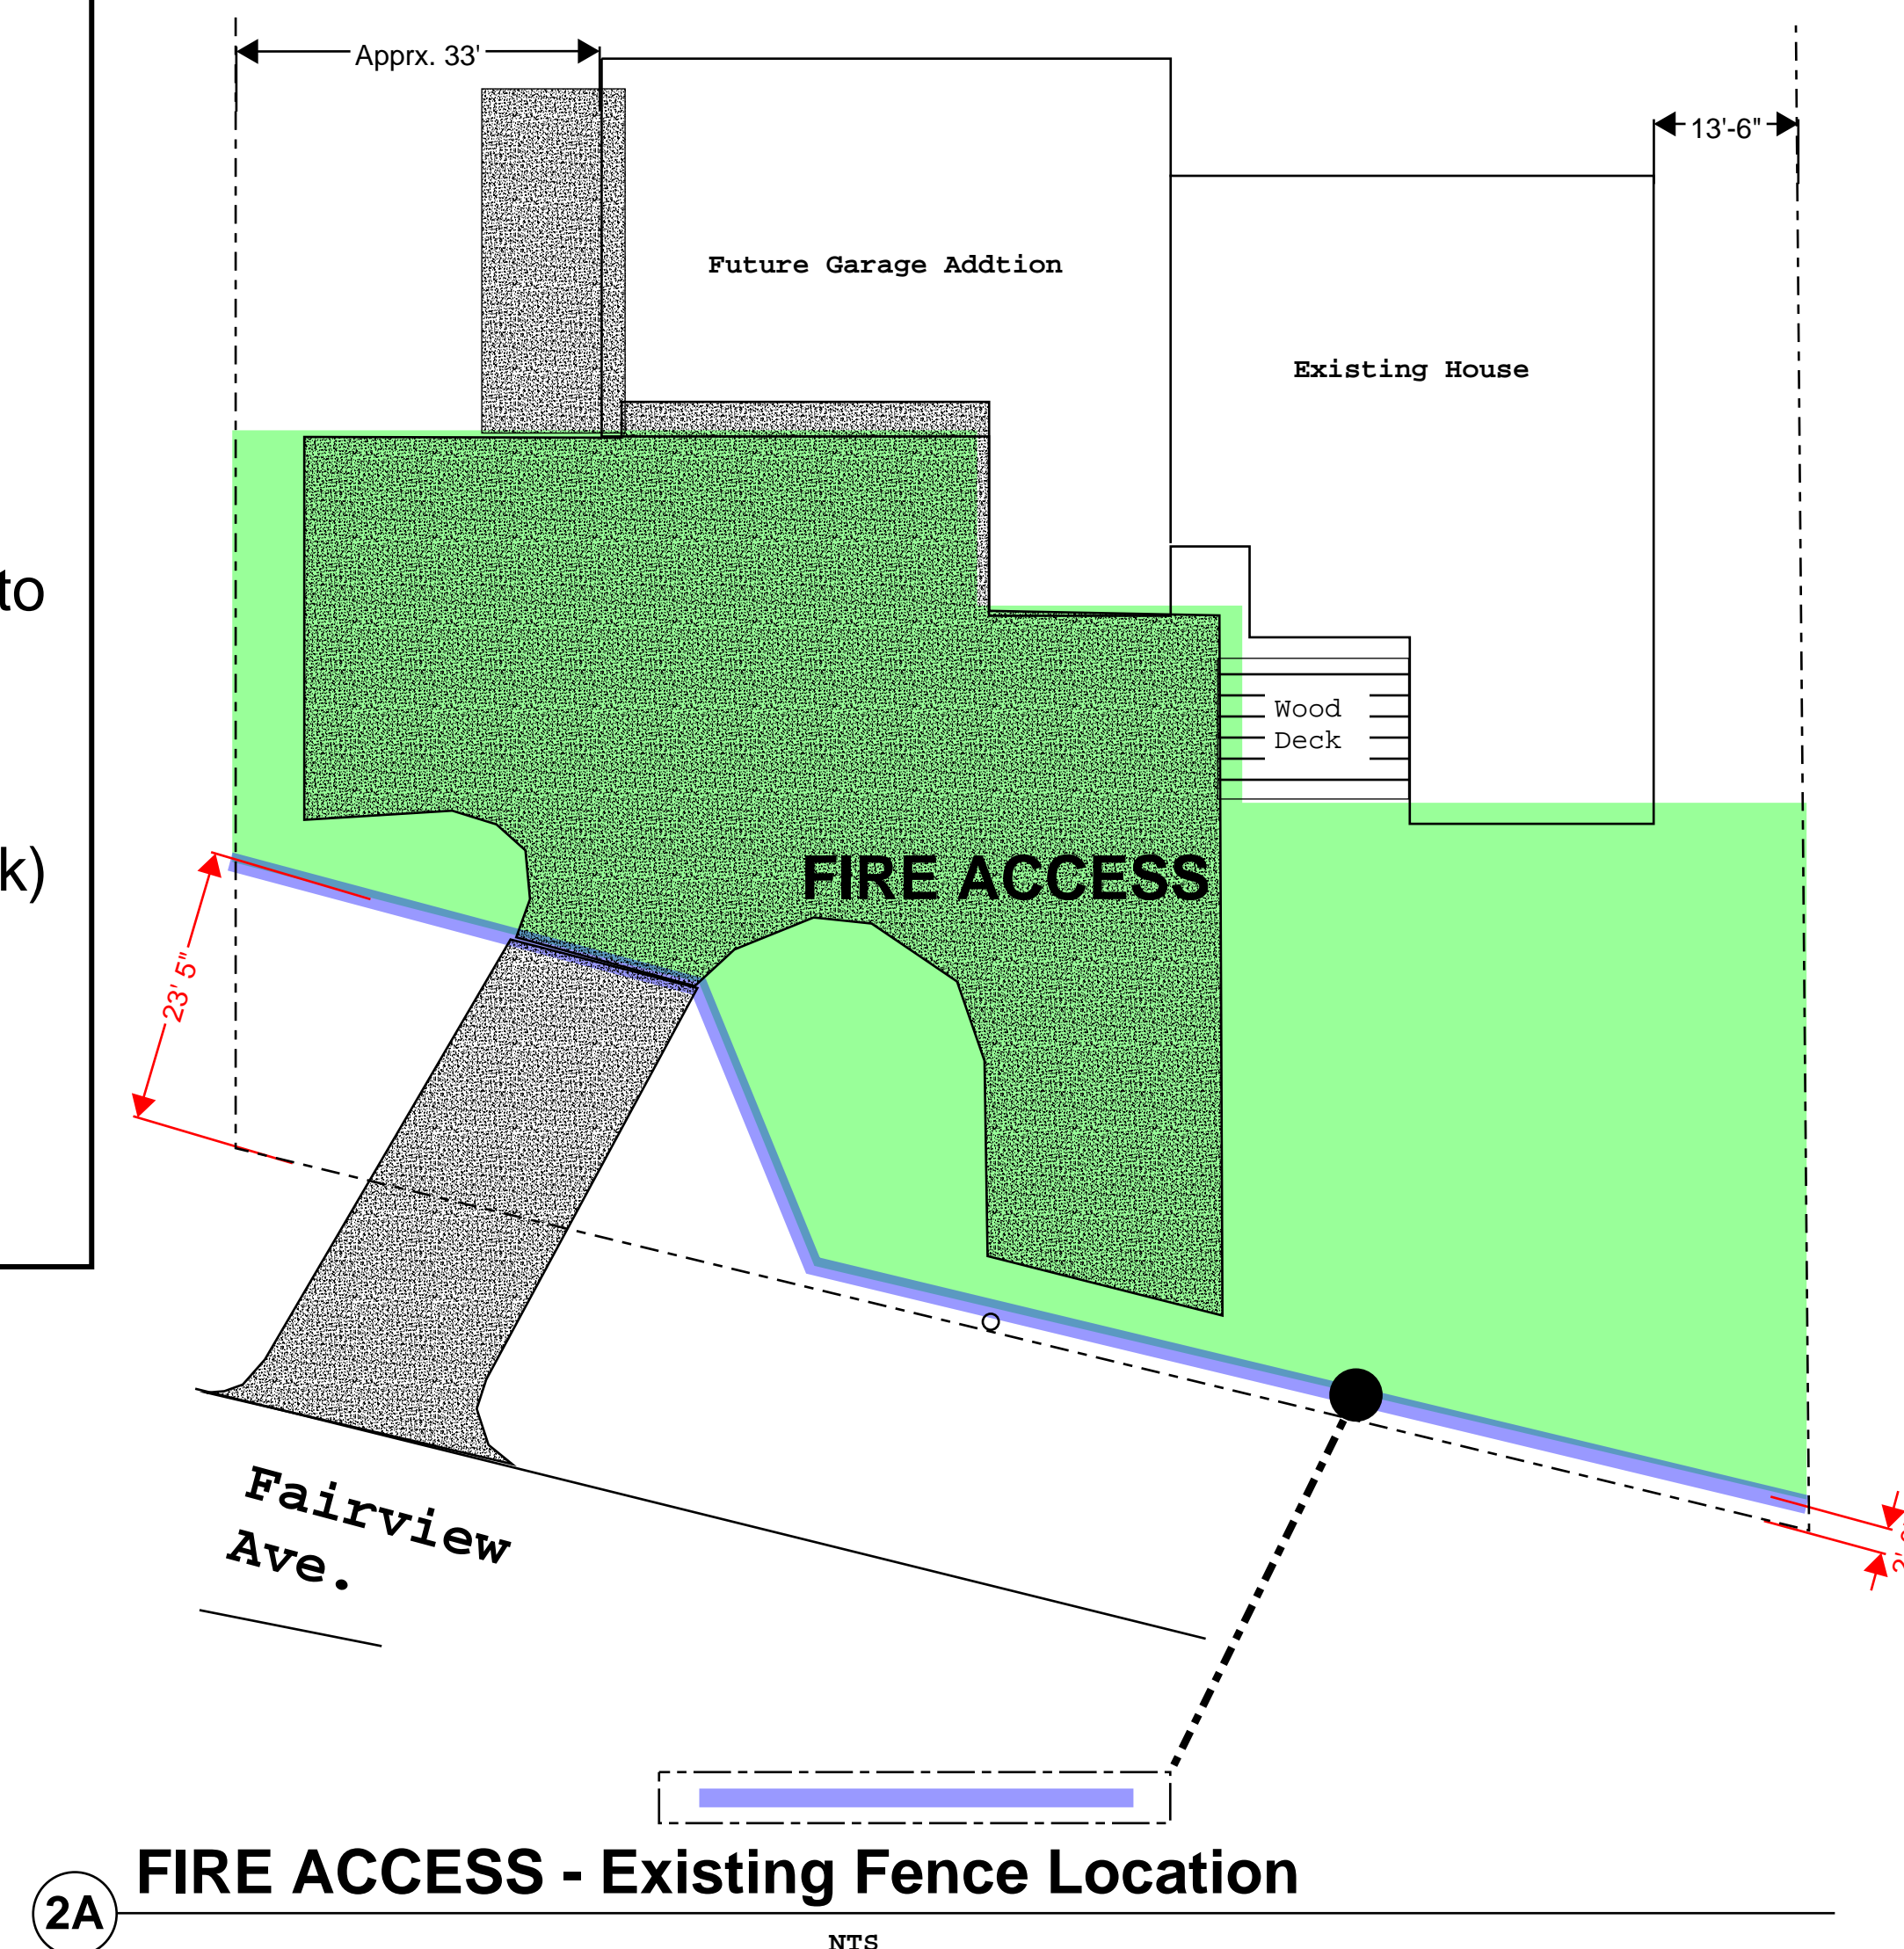 Apprx. 33'
13'-6"
Future Garage Addtion
Existing House
to
Wood
Deck
k)
FIRE ACCESS
23' 5"
Fairview
Ave.
FIRE ACCESS - Existing Fence Location
2A
NTS